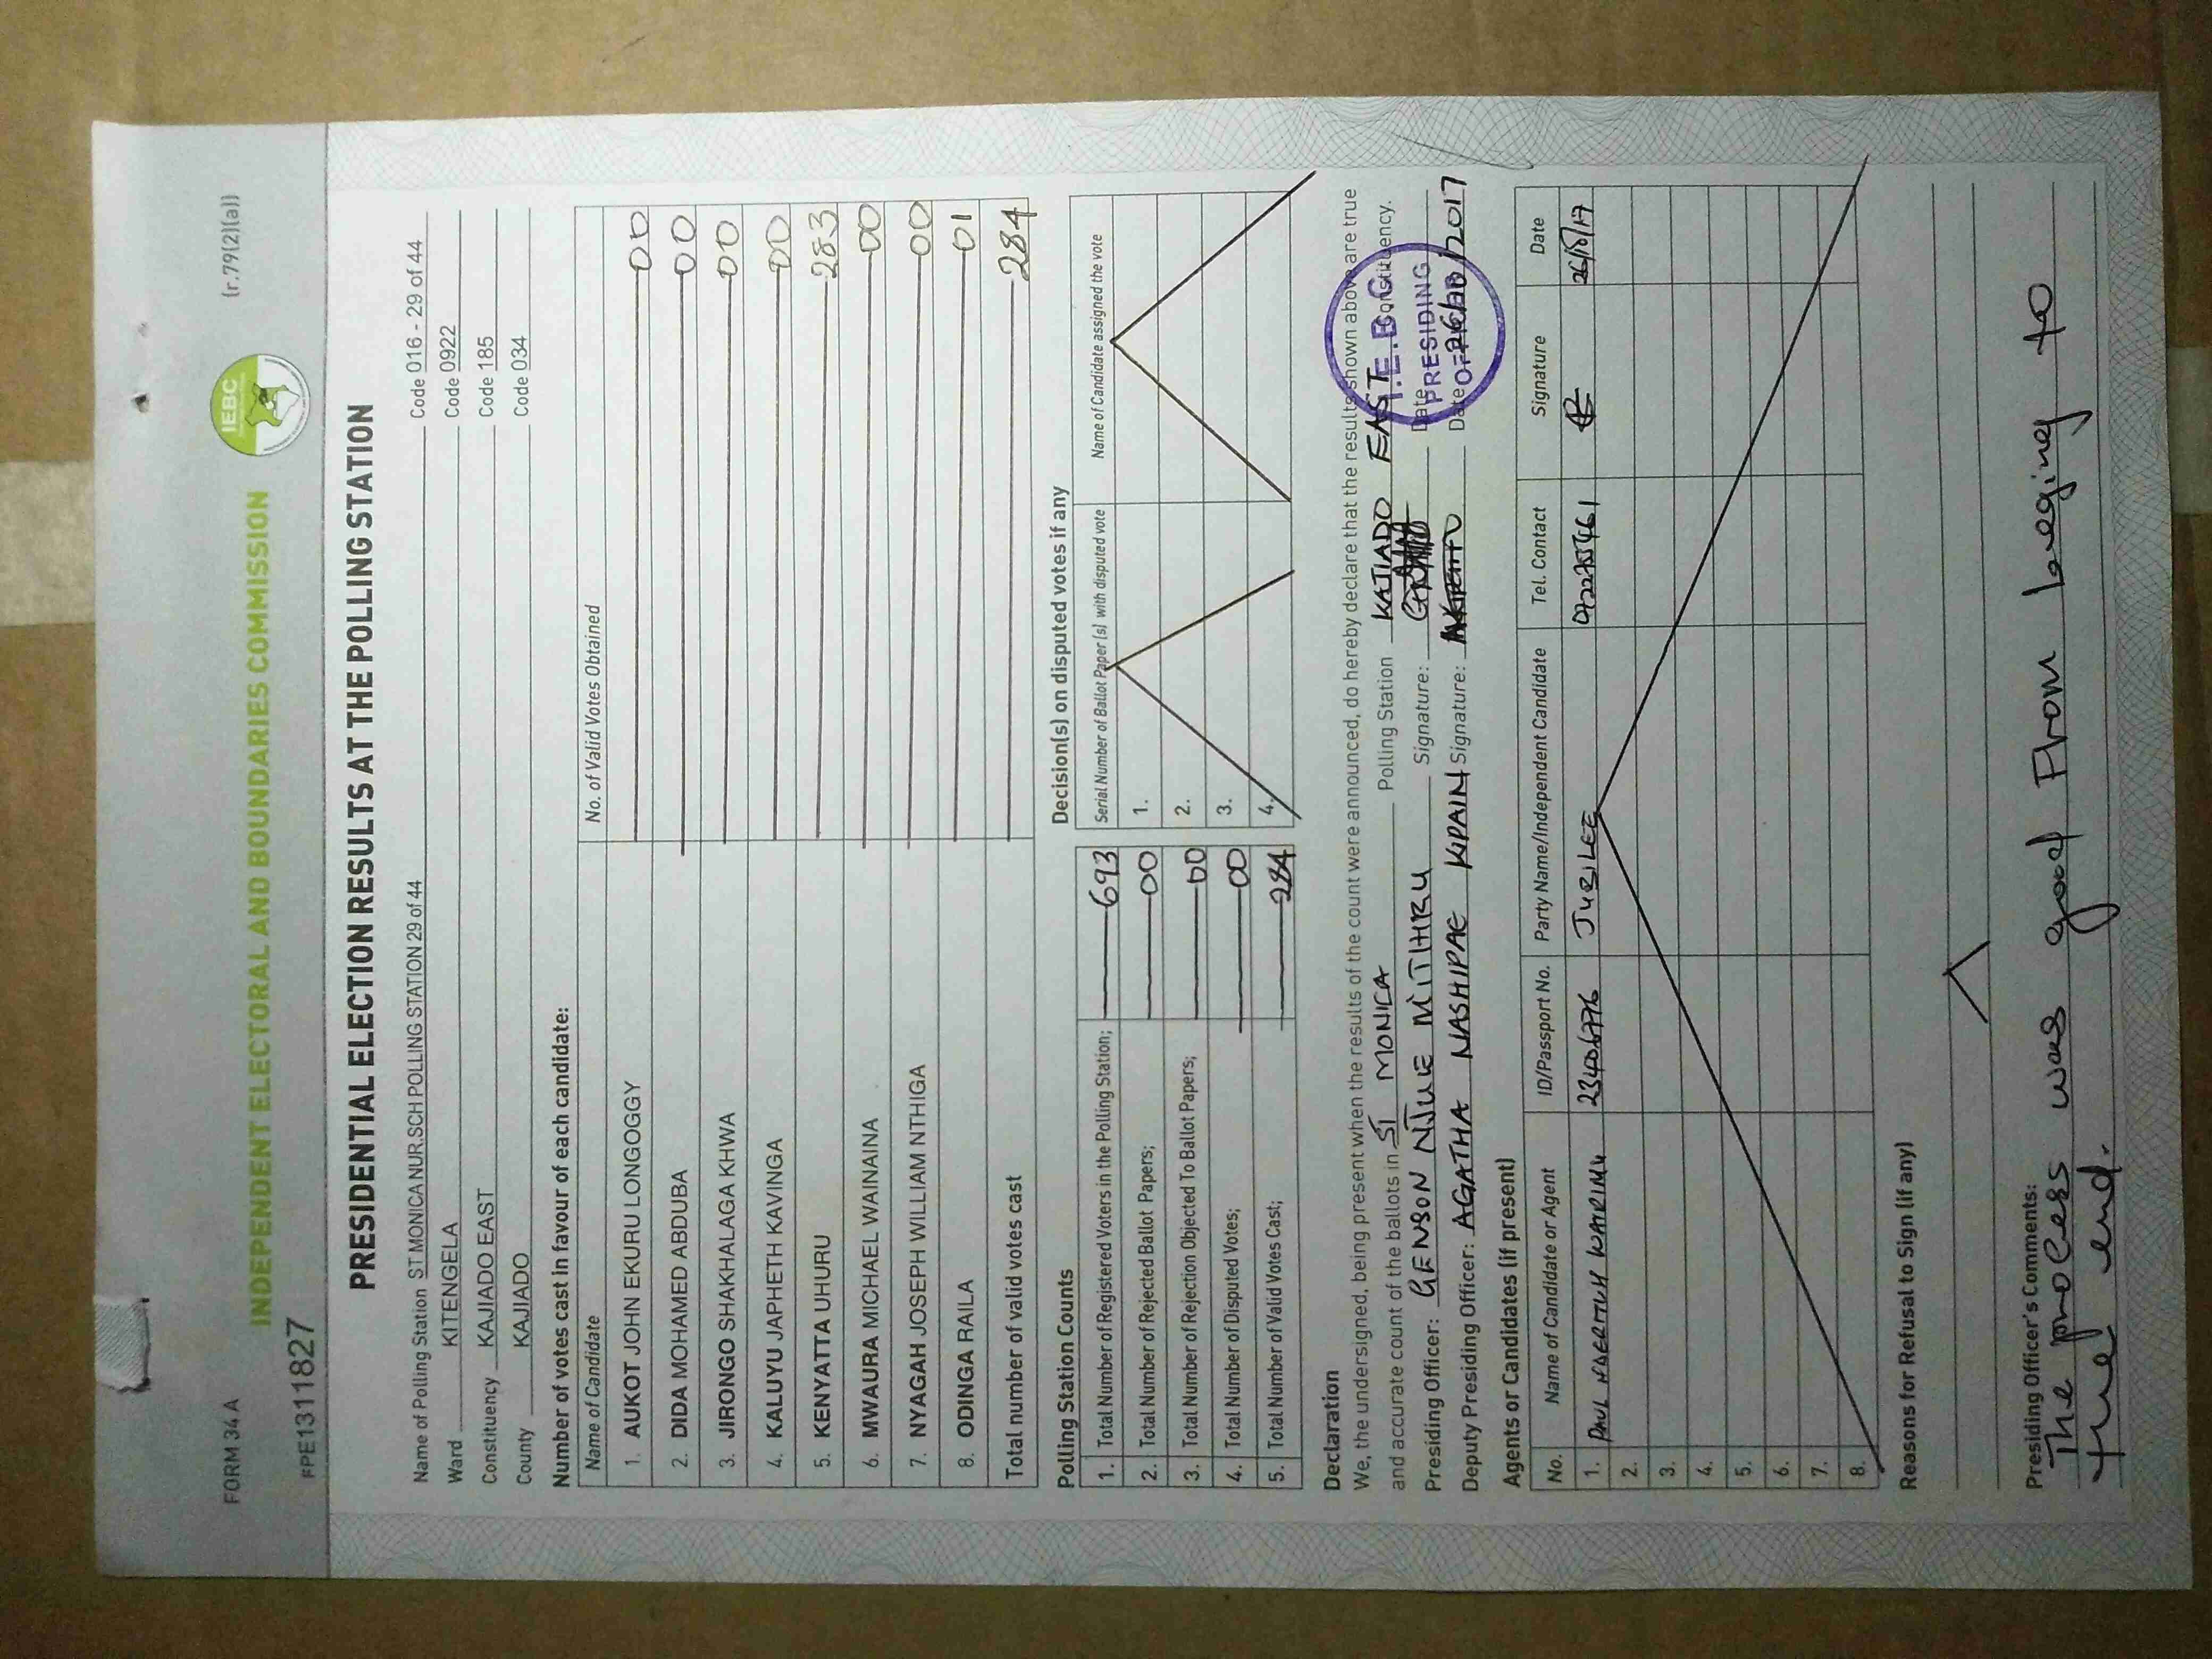 FORM 34 A
(r.79(2)(a))
INDEPENDENT ELECTORAL AND BOUNDARIES COMMISSION
IEBC
FPE1311827
PRESIDENTIAL ELECTION RESULTS AT THE POLLING STATION
Name of Polling Station ST MONICA NUR.SCH POLLING STATION 29 of 44 Code 016 - 29 of 44
Ward KITENGELA Code 0922
Constituency KAJIADO EAST Code 185
County KAJIADO Code 034
Number of votes cast in favour of each candidate:
Name of Candidate No. of Valid Votes Obtained
1. AUKOT JOHN EKURU LONGOGGY 00
2. DIDA MOHAMED ABDUBA 00
3. JIRONGO SHAKHALAGA KHWA 00
4. KALUYU JAPHETH KAVINGA 00
5. KENYATTA UHURU 283
6. MWAURA MICHAEL WAINAINA 00
7. NYAGAH JOSEPH WILLIAM NTHIGA 00
8. ODINGA RAILA 01
Total number of valid votes cast 284
Polling Station Counts
1. Total Number of Registered Voters in the Polling Station; 693
2. Total Number of Rejected Ballot Papers; 00
3. Total Number of Rejection Objected To Ballot Papers; 00
4. Total Number of Disputed Votes; 00
5. Total Number of Valid Votes Cast; 284
Decision(s) on disputed votes if any
Serial Number of Ballot Paper (s) with disputed vote Name of Candidate assigned the vote
1.
2.
3.
4.
Declaration
We, the undersigned, being present when the results of the count were announced, do hereby declare that the results shown above are true
and accurate count of the ballots in ST MONICA Polling Station KAJIADO EAST Constituency.
Presiding Officer: GENSON NJUE MITHRU Signature: Date
Deputy Presiding Officer: AGATHA NASHIPAE KIPAIN Signature: Date 26/10/2017
I.E.B.C
PRESIDING
OFFICER
Agents or Candidates (if present)
No. Name of Candidate or Agent ID/Passport No. Party Name/Independent Candidate Tel. Contact Signature Date
1. PAUL WARIMU 23406776 JUBILEE 26/10/17
2.
3.
4.
5.
6.
7.
8.
Reasons for Refusal to Sign (if any)
Presiding Officer's Comments:
The process was good from beging to
the end.